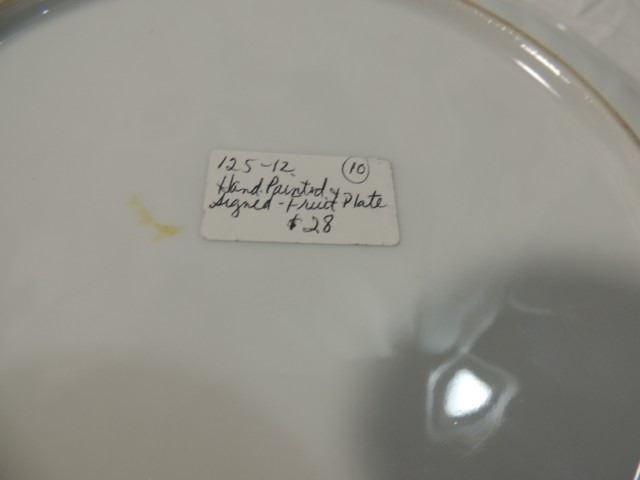 125-12 10
Hand Painted &
Signed - Fruit Plate
$28